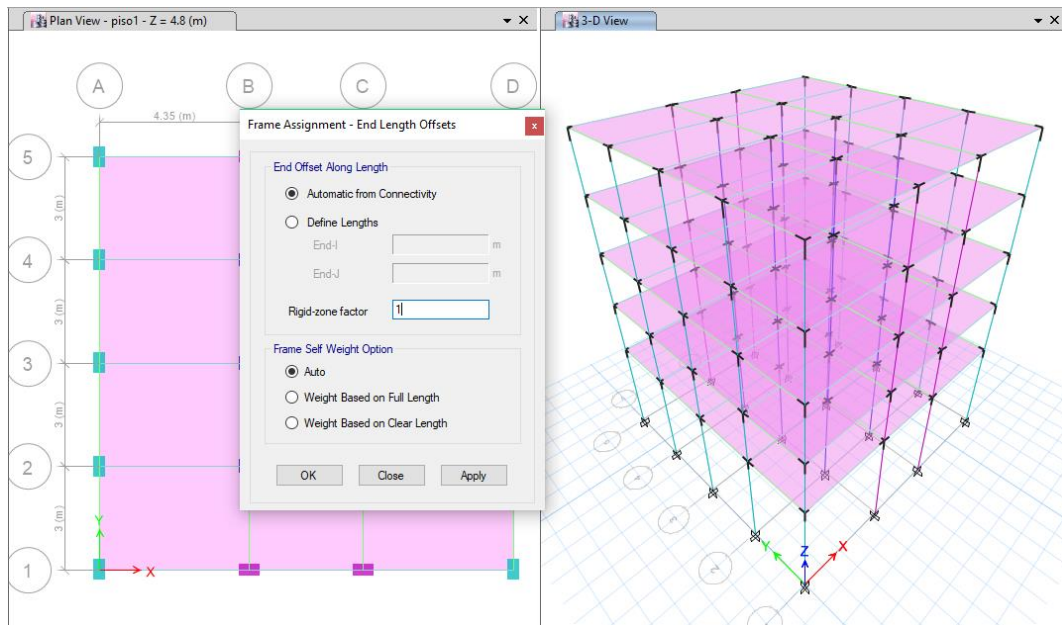 Plan View - piso1 - Z = 4.8 (m)
3-D View
A
B
C
D
4.35 (m)
5
4
3
2
1
3 (m)
3 (m)
3 (m)
3 (m)
Y
X
Frame Assignment - End Length Offsets
End Offset Along Length
Automatic from Connectivity
Define Lengths
End-I
m
End-J
m
Rigid-zone factor
1
Frame Self Weight Option
Auto
Weight Based on Full Length
Weight Based on Clear Length
OK
Close
Apply
Y
Z
X